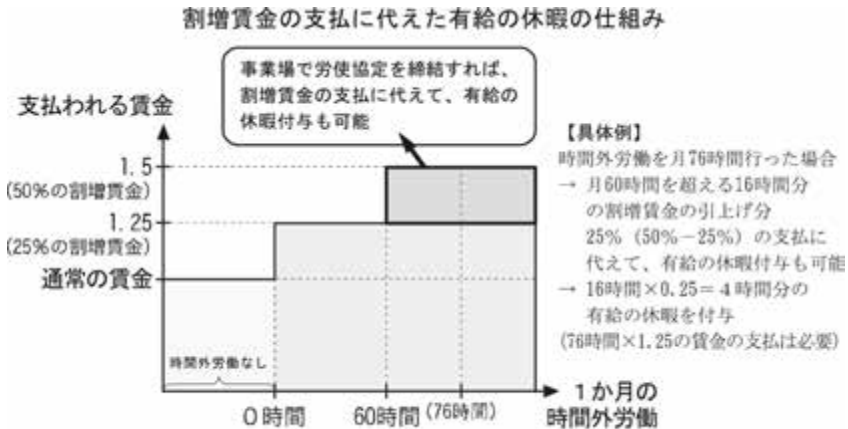 割増賃金の支払に代えた有給の休暇の仕組み
事業場で労使協定を締結すれば、
割増賃金の支払に代えて、有給の
休暇付与も可能
支払われる賃金
1.5
(50%の割増賃金)
1.25
(25%の割増賃金)
通常の賃金
時間外労働なし
0時間
60時間
(76時間)
1か月の
時間外労働
【具体例】
時間外労働を月76時間行った場合
→ 月60時間を超える16時間分
の割増賃金の引上げ分
25%(50%-25%)の支払に
代えて、有給の休暇付与も可能
→ 16時間×0.25=4時間分の
有給の休暇を付与
(76時間×1.25の賃金の支払は必要)